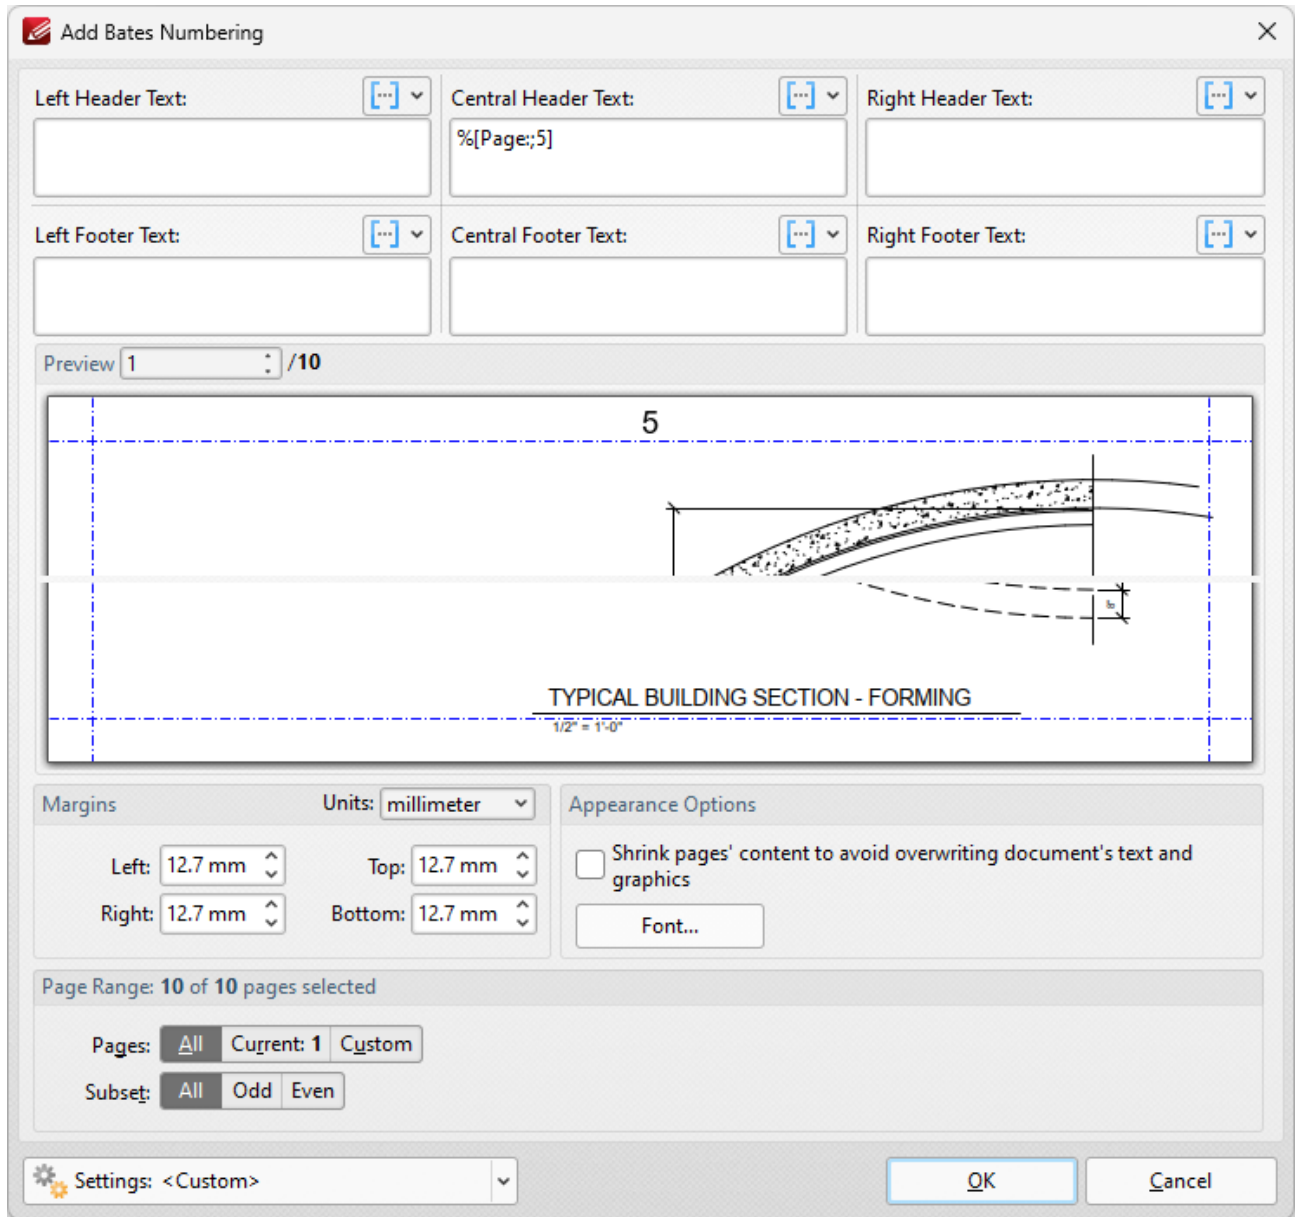 Add Bates Numbering
Left Header Text:
Central Header Text:
Right Header Text:
%[Page:;5]
Left Footer Text:
Central Footer Text:
Right Footer Text:
Preview 1 /10
5
TYPICAL BUILDING SECTION - FORMING
1/2" = 1'-0"
Margins
Units: millimeter
Left: 12.7 mm
Top: 12.7 mm
Right: 12.7 mm
Bottom: 12.7 mm
Appearance Options
Shrink pages' content to avoid overwriting document's text and
graphics
Font...
Page Range: 10 of 10 pages selected
Pages: All Current: 1 Custom
Subset: All Odd Even
Settings: <Custom>
OK
Cancel